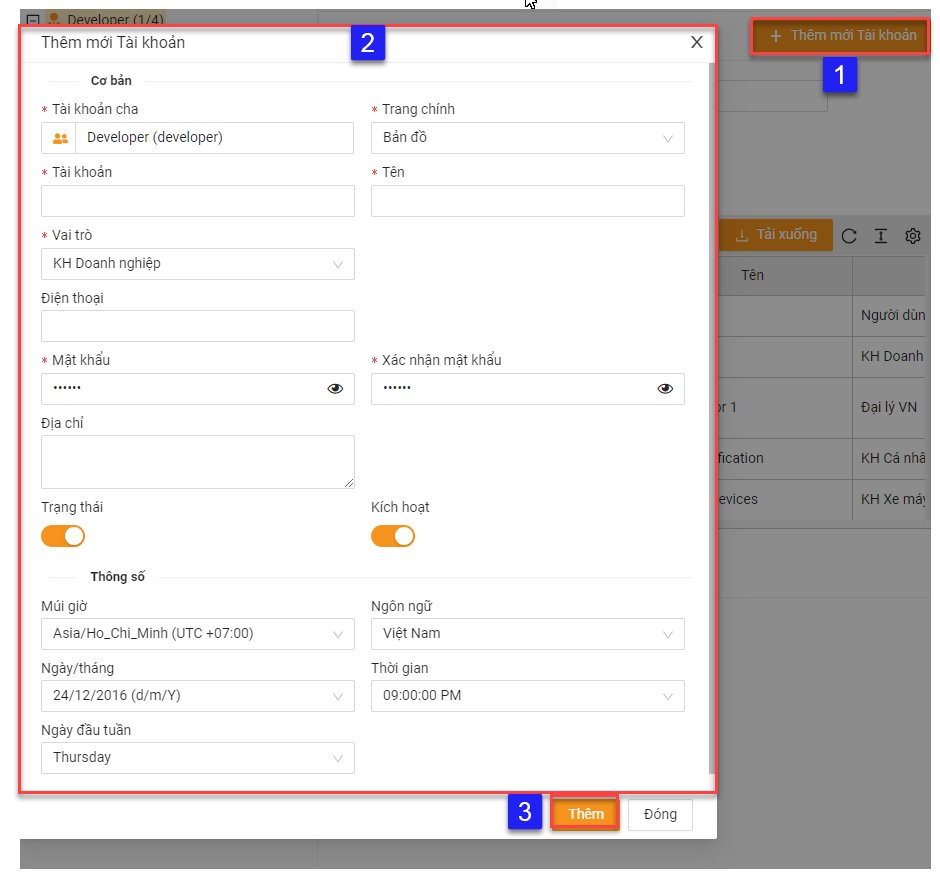 Developer (1/4)
Thêm mới Tài khoản
2
X
+ Thêm mới Tài khoản
1
Cơ bản
* Tài khoản cha
* Trang chính
Developer (developer)
Bản đồ
* Tài khoản
* Tên
* Vai trò
KH Doanh nghiệp
Tải xuống
Tên
Điện thoại
Người dùn
KH Doanh
* Mật khẩu
* Xác nhận mật khẩu
••••••
••••••
or 1
Đại lý VN
Địa chỉ
fication
KH Cá nhâ
evices
KH Xe máy
Trạng thái
Kích hoạt
Thông số
Múi giờ
Ngôn ngữ
Asia/Ho_Chi_Minh (UTC +07:00)
Việt Nam
Ngày/tháng
Thời gian
24/12/2016 (d/m/Y)
09:00:00 PM
Ngày đầu tuần
Thursday
3
Thêm
Đóng